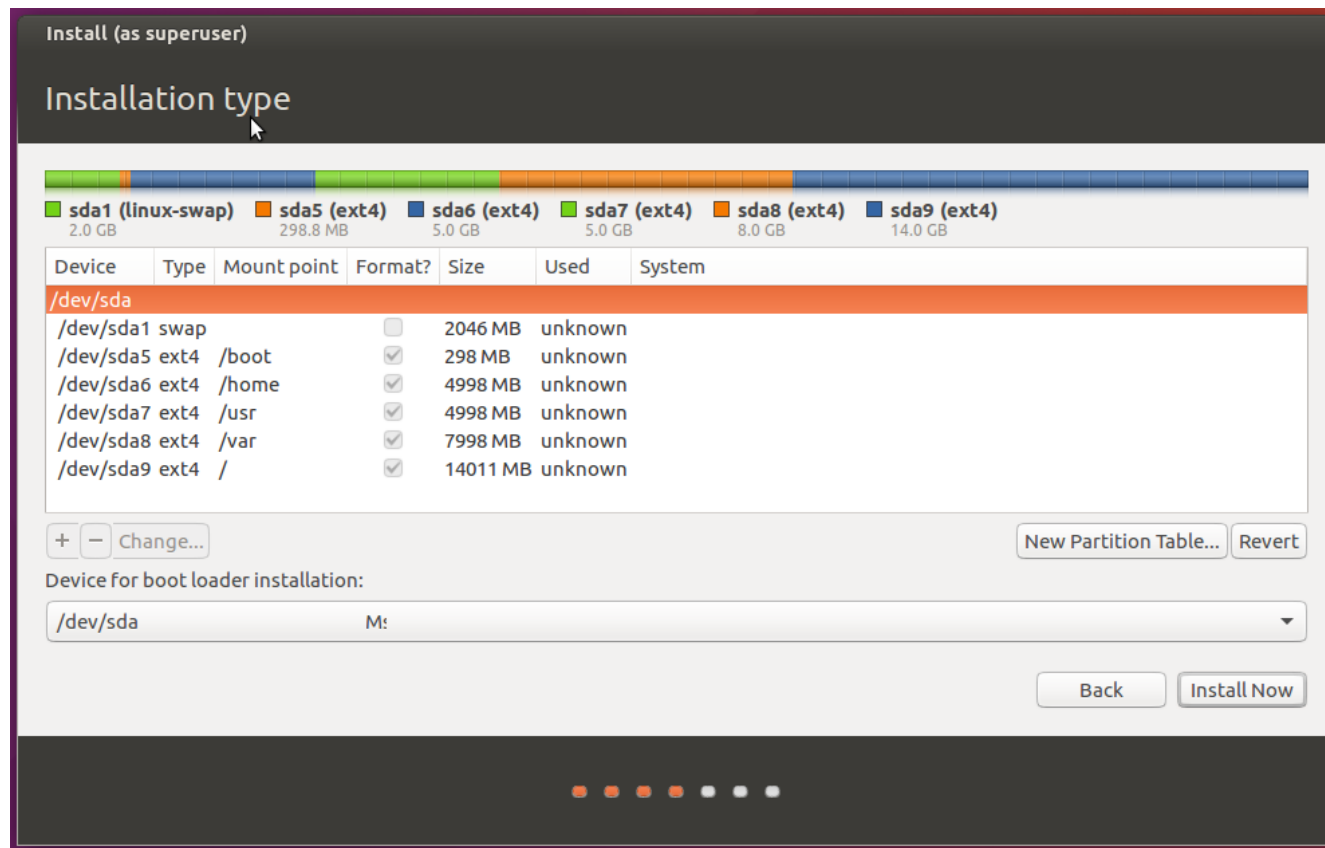 Install (as superuser)
Installation type
sda1 (linux-swap) sda5 (ext4) sda6 (ext4) sda7 (ext4) sda8 (ext4) sda9 (ext4)
2.0 GB 298.8 MB 5.0 GB 5.0 GB 8.0 GB 14.0 GB
Device Type Mount point Format? Size Used System
/dev/sda
/dev/sda1 swap 2046 MB unknown
/dev/sda5 ext4 /boot 298 MB unknown
/dev/sda6 ext4 /home 4998 MB unknown
/dev/sda7 ext4 /usr 4998 MB unknown
/dev/sda8 ext4 /var 7998 MB unknown
/dev/sda9 ext4 / 14011 MB unknown
+ − Change... New Partition Table... Revert
Device for boot loader installation:
/dev/sda
Back Install Now